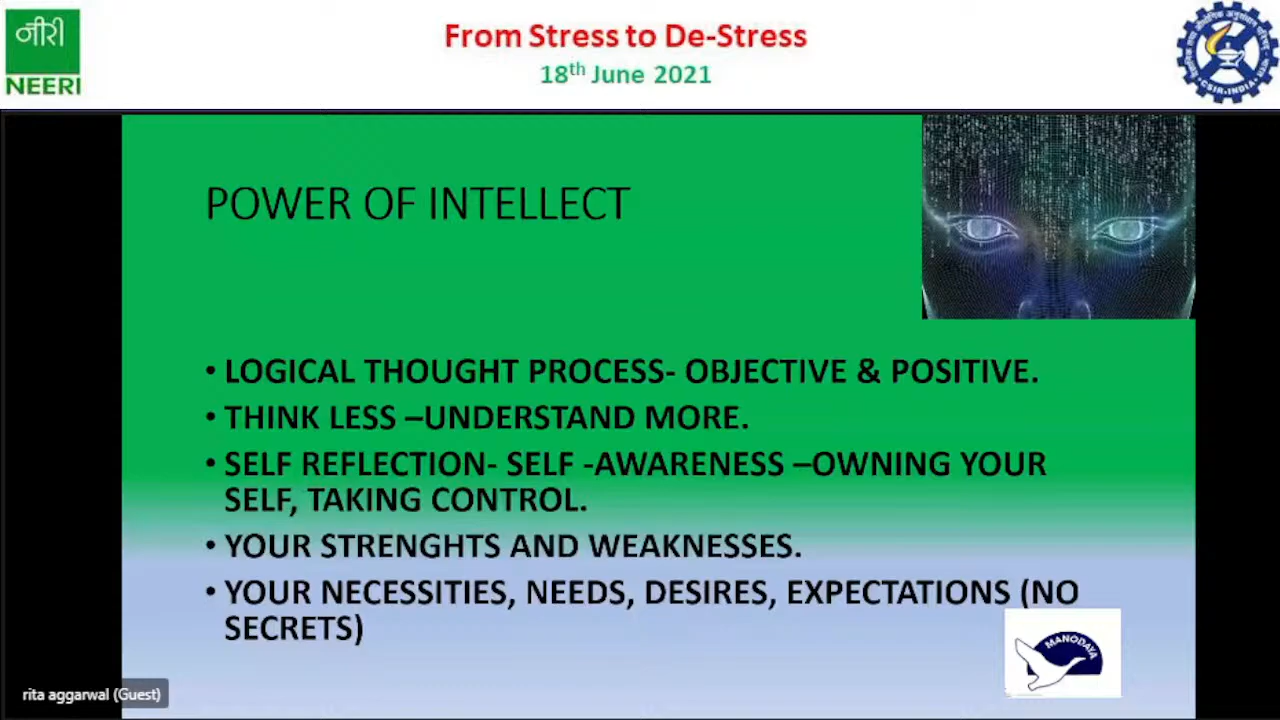 नीरी
NEERI
From Stress to De-Stress
18th June 2021
CSIR-INDIA
POWER OF INTELLECT
• LOGICAL THOUGHT PROCESS- OBJECTIVE & POSITIVE.
• THINK LESS –UNDERSTAND MORE.
• SELF REFLECTION- SELF -AWARENESS –OWNING YOUR
SELF, TAKING CONTROL.
• YOUR STRENGHTS AND WEAKNESSES.
• YOUR NECESSITIES, NEEDS, DESIRES, EXPECTATIONS (NO
SECRETS)
MANODAYA
rita aggarwal (Guest)